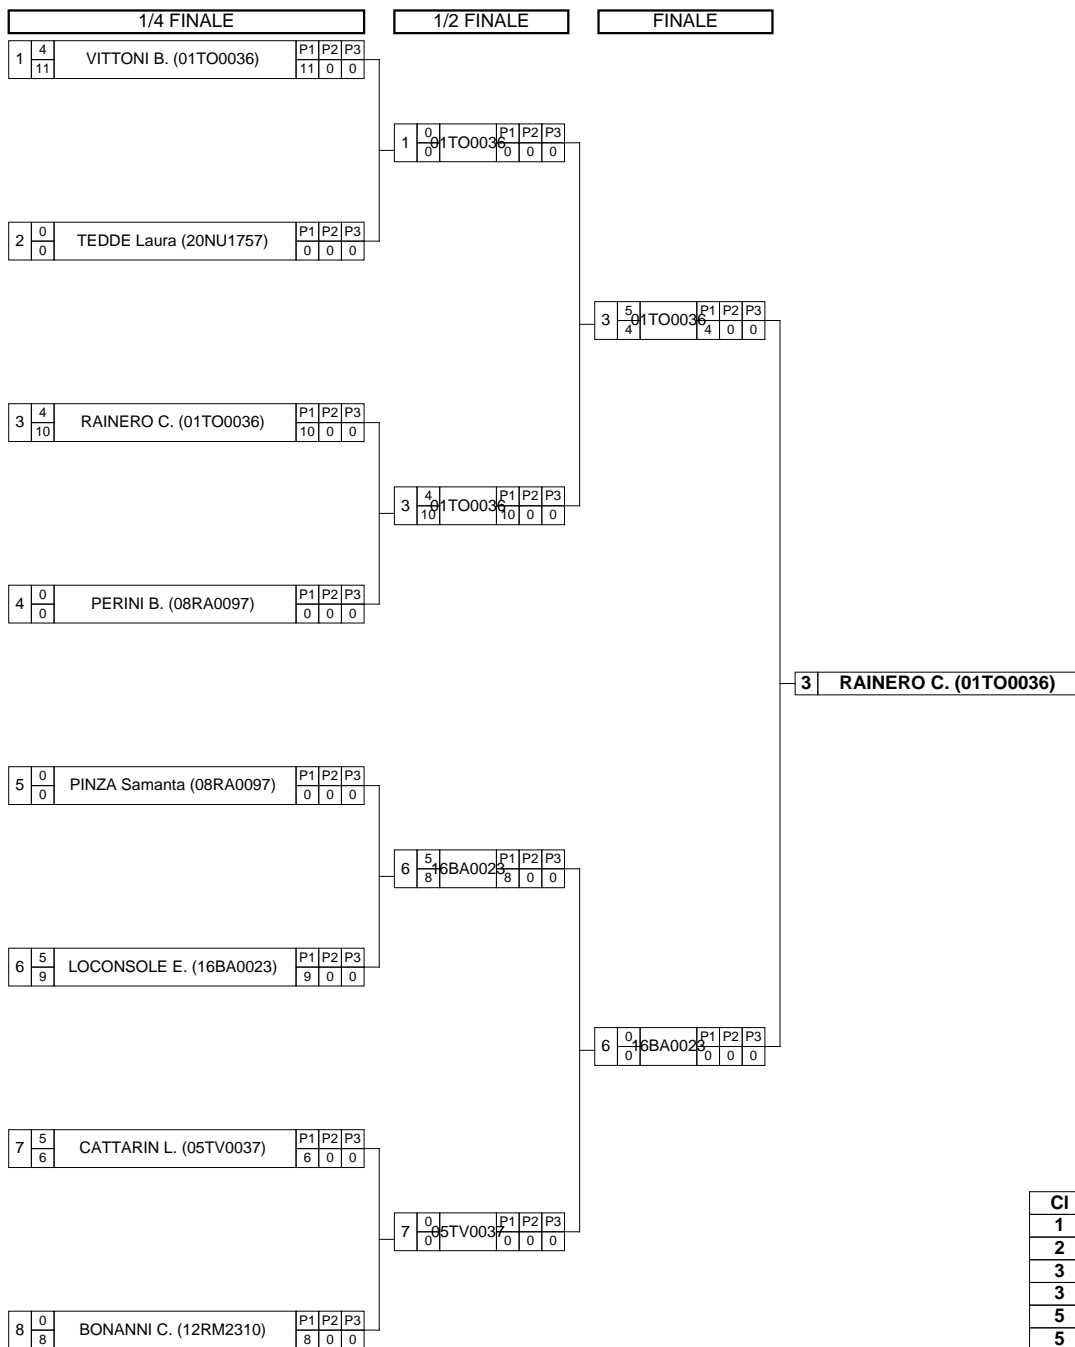 1/4 FINALE 1/2 FINALE FINALE
1 4 11 VITTONI B. (01TO0036) P1 P2 P3 11 0 0
1 0 0 01TO0036 P1 P2 P3 0 0 0
2 0 0 TEDDE Laura (20NU1757) P1 P2 P3 0 0 0
3 5 4 01TO0036 P1 P2 P3 4 0 0
3 4 10 RAINERO C. (01TO0036) P1 P2 P3 10 0 0
3 4 10 01TO0036 P1 P2 P3 10 0 0
4 0 0 PERINI B. (08RA0097) P1 P2 P3 0 0 0
3 RAINERO C. (01TO0036)
5 0 0 PINZA Samanta (08RA0097) P1 P2 P3 0 0 0
6 5 8 16BA0023 P1 P2 P3 8 0 0
6 5 9 LOCONSOLE E. (16BA0023) P1 P2 P3 9 0 0
6 0 0 16BA0023 P1 P2 P3 0 0 0
7 5 6 CATTARIN L. (05TV0037) P1 P2 P3 6 0 0
7 0 0 05TV0037 P1 P2 P3 0 0 0
8 0 8 BONANNI C. (12RM2310) P1 P2 P3 8 0 0
Cl
1
2
3
3
5
5